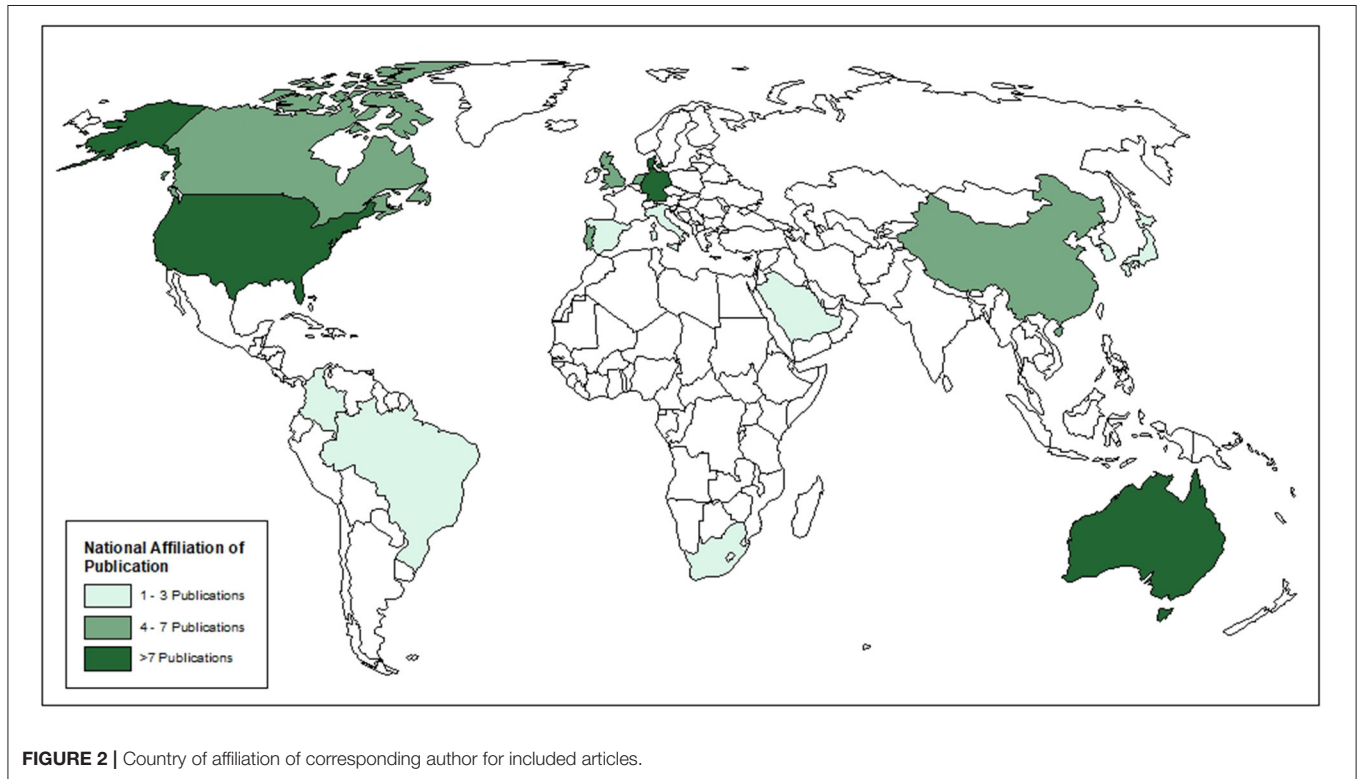 National Affiliation of
Publication
1 - 3 Publications
4 - 7 Publications
>7 Publications
FIGURE 2 | Country of affiliation of corresponding author for included articles.